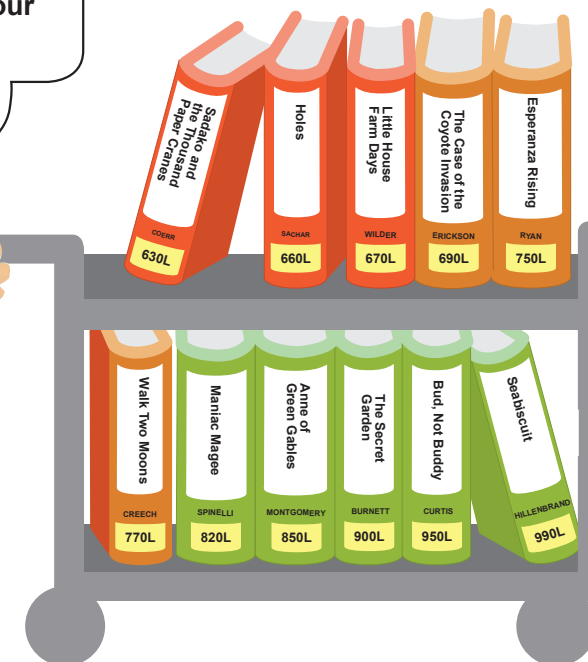 our
Sadako and
the Thousand
Paper Cranes
COERR
630L
Holes
SACHAR
660L
Little House
Farm Days
WILDER
670L
The Case of the
Coyote Invasion
ERICKSON
690L
Esperanza Rising
RYAN
750L
Walk Two Moons
CREECH
770L
Maniac Magee
SPINELLI
820L
Anne of
Green Gables
MONTGOMERY
850L
The Secret
Garden
BURNETT
900L
Bud, Not Buddy
CURTIS
950L
Seabiscuit
HILLENBRAND
990L